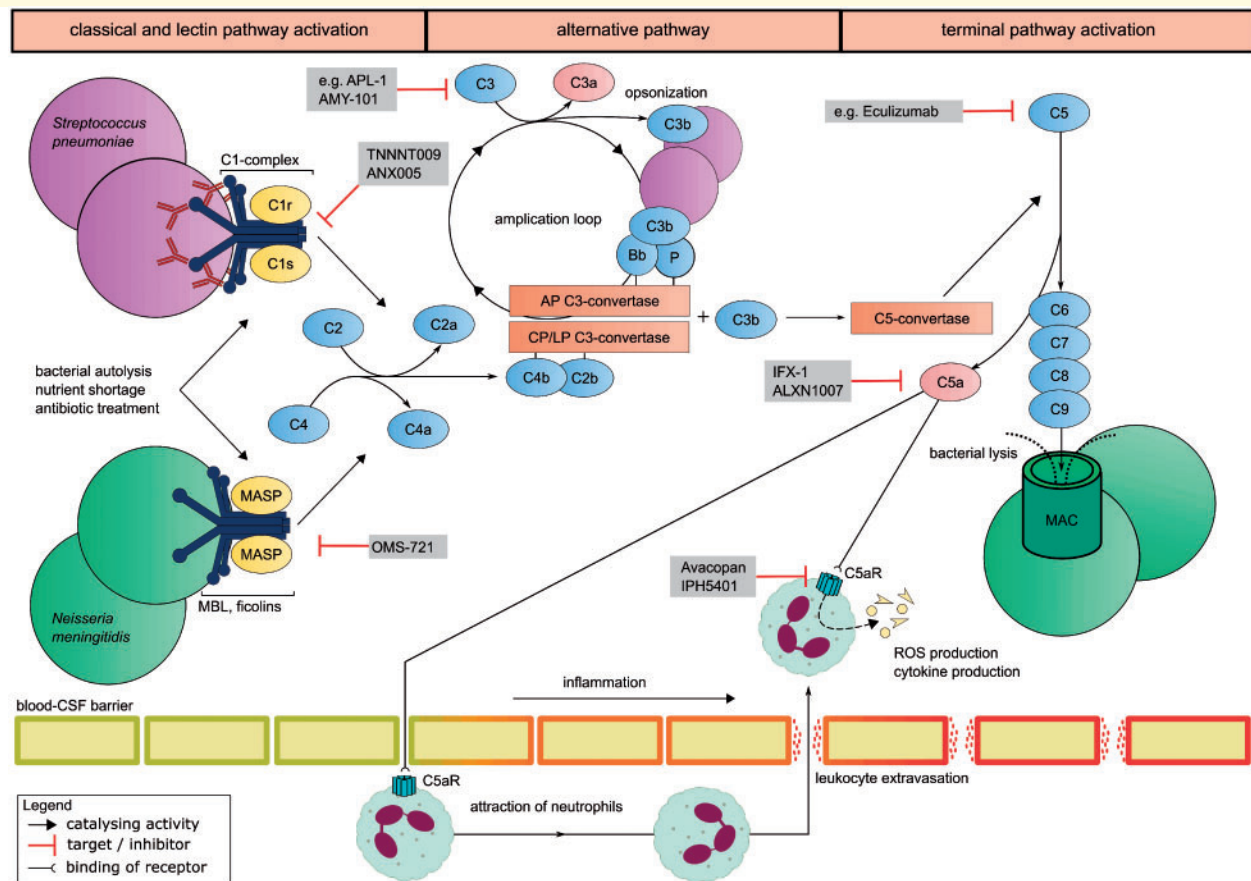 classical and lectin pathway activation
alternative pathway
terminal pathway activation
Streptococcus
pneumoniae
C1-complex
C1r
C1s
TNNNT009
ANX005
e.g. APL-1
AMY-101
C3
C3a
opsonization
C3b
amplication loop
C3b
Bb
P
AP C3-convertase
CP/LP C3-convertase
C4b
C2b
+
C3b
C5-convertase
e.g. Eculizumab
C5
C6
C7
C8
C9
IFX-1
ALXN1007
C5a
bacterial lysis
MAC
bacterial autolysis
nutrient shortage
antibiotic treatment
C2
C2a
C4
C4a
MASP
MASP
OMS-721
MBL, ficolins
Neisseria
meningitidis
Avacopan
IPH5401
C5aR
ROS production
cytokine production
inflammation
blood-CSF barrier
leukocyte extravasation
C5aR
attraction of neutrophils
Legend
catalysing activity
target / inhibitor
binding of receptor